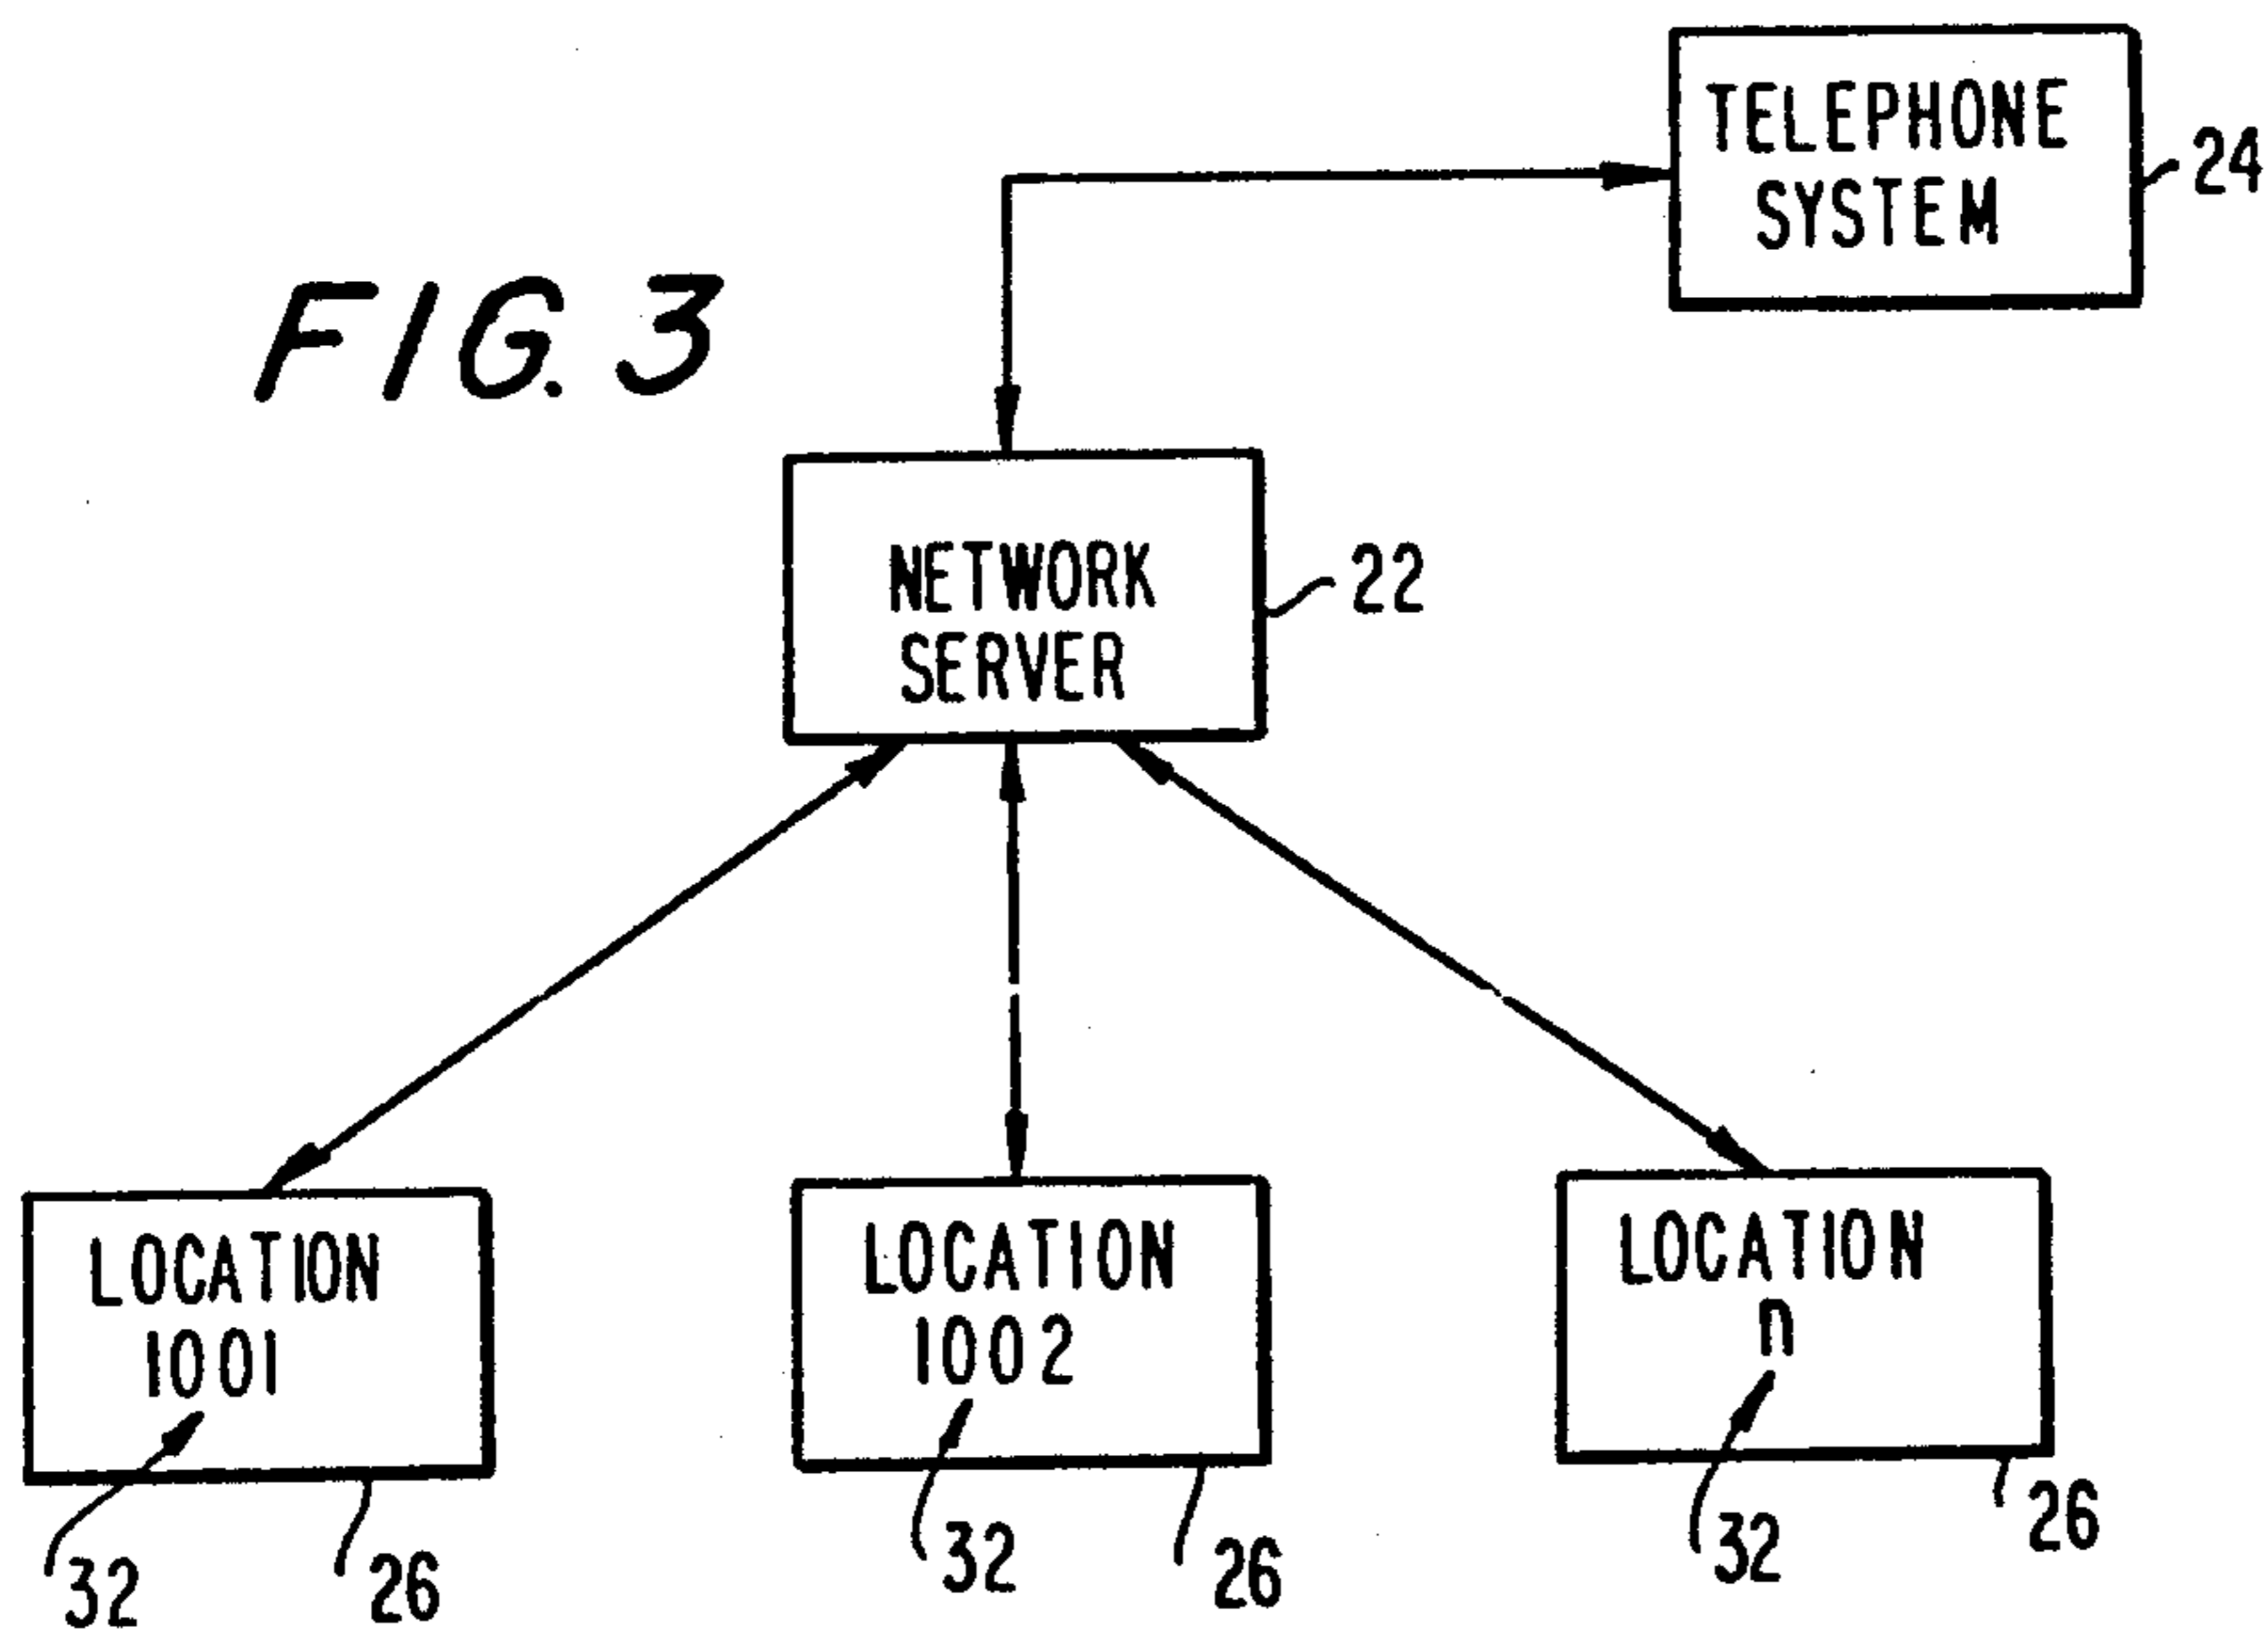 TELEPHONE
SYSTEM
24
FIG. 3
NETWORK
SERVER
22
LOCATION
1001
32
26
LOCATION
1002
32
26
LOCATION
n
32
26